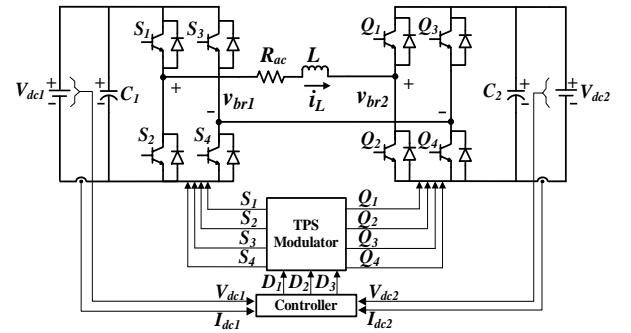 S1 S3 Q1 Q3
Rac L
+ + + +
Vdc1 C1 vbr1 iL vbr2 C2 Vdc2
− − − −
S2 S4 Q2 Q4
S1 Q1
S2 TPS Q2
S3 Modulator Q3
S4 Q4
D1 D2 D3
Vdc1 Controller Vdc2
Idc1 Idc2